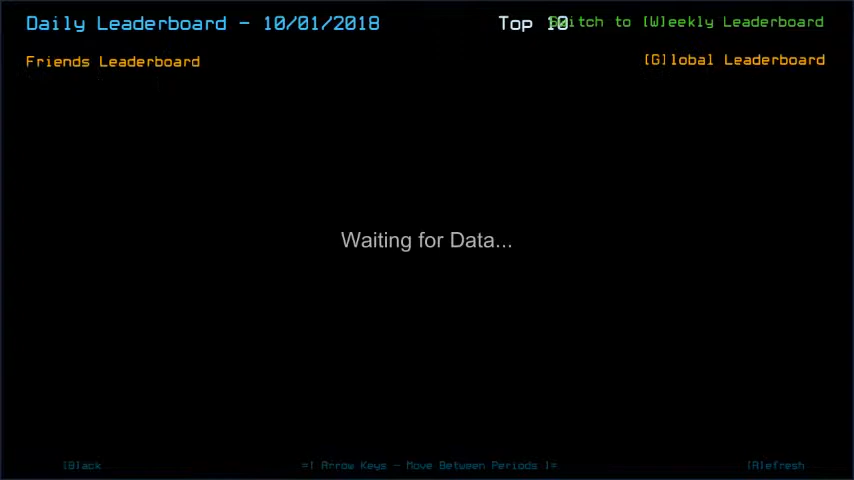 Daily Leaderboard - 10/01/2018
Top 10
Switch to [W]eekly Leaderboard
Friends Leaderboard
[G]lobal Leaderboard
Waiting for Data...
[B]ack
=[ Arrow Keys - Move Between Periods ]=
[R]efresh